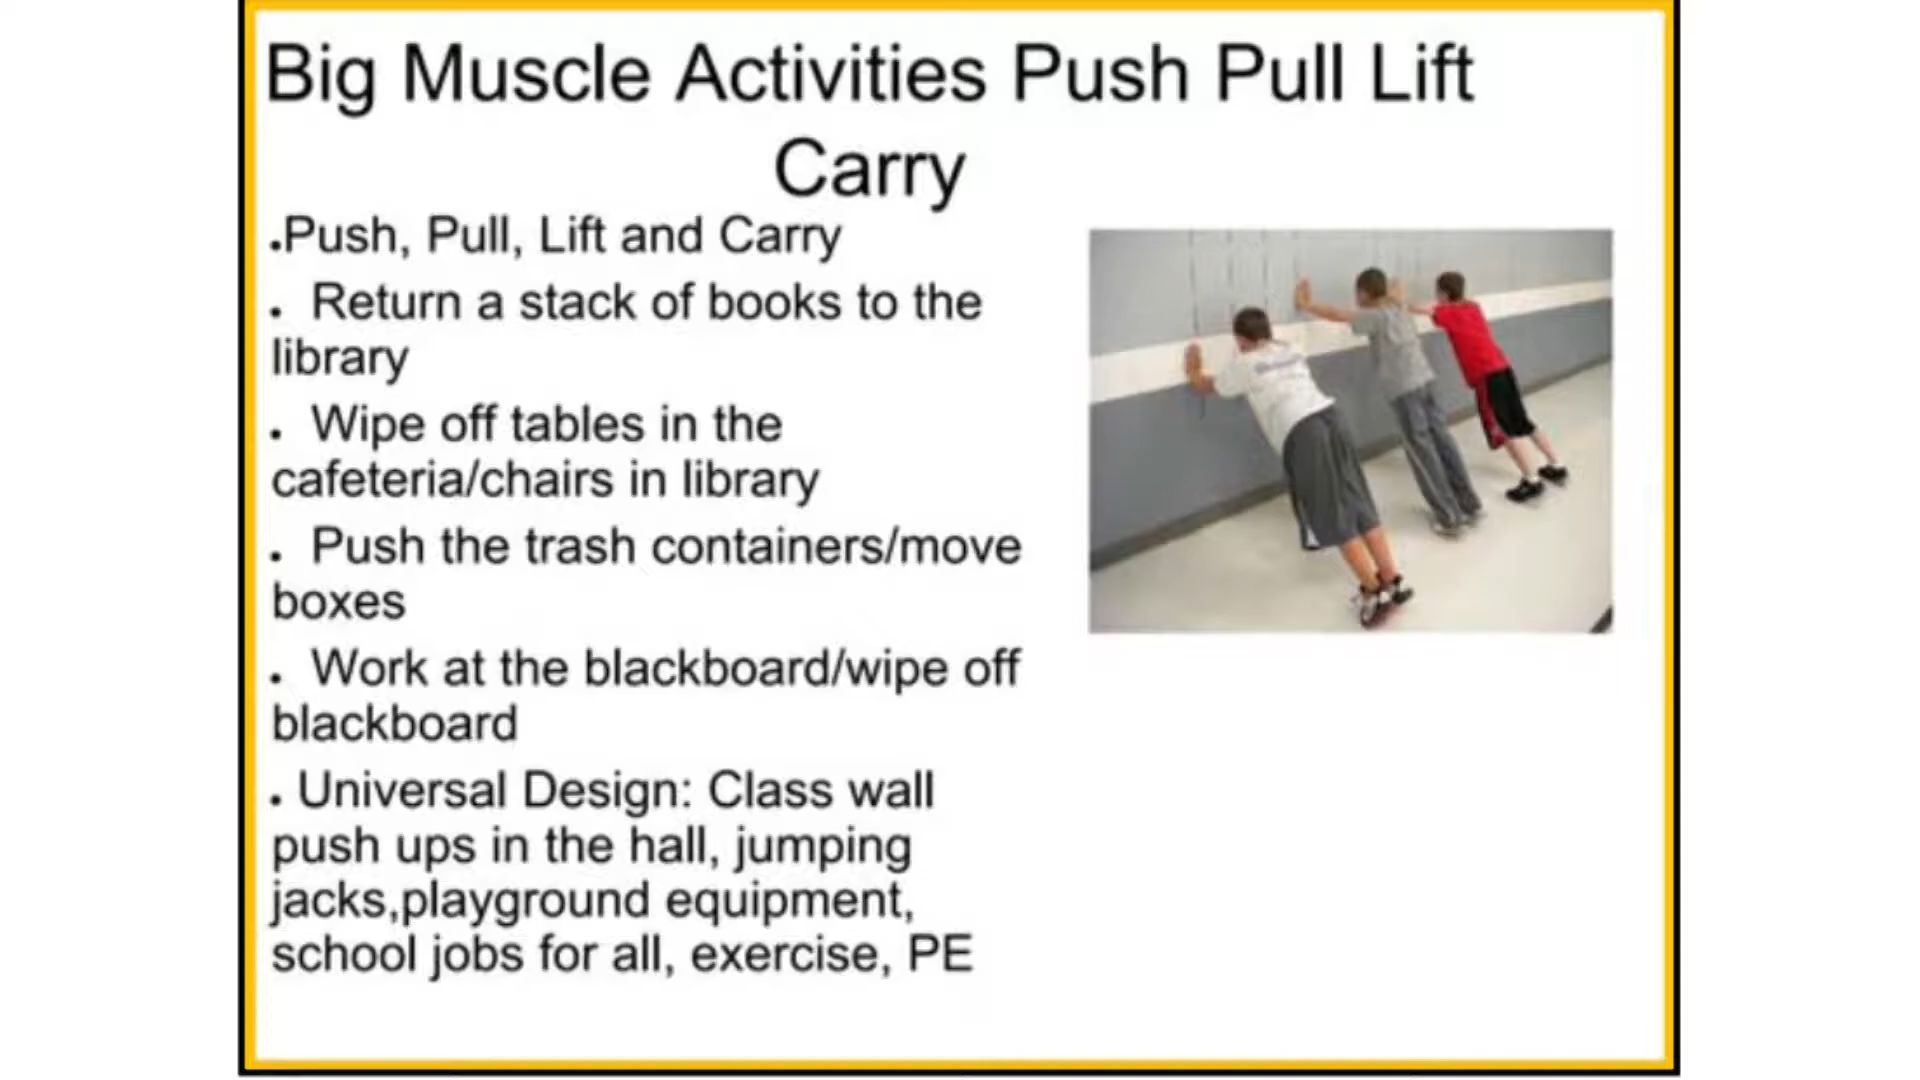 Big Muscle Activities Push Pull Lift
Carry
.Push, Pull, Lift and Carry
. Return a stack of books to the
library
. Wipe off tables in the
cafeteria/chairs in library
. Push the trash containers/move
boxes
. Work at the blackboard/wipe off
blackboard
. Universal Design: Class wall
push ups in the hall, jumping
jacks,playground equipment,
school jobs for all, exercise, PE